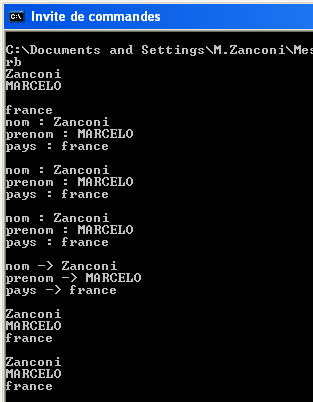 Invite de commandes
C:\Documents and Settings\M.Zanconi\Mes
rb
Zanconi
MARCELO
france
nom : Zanconi
prenom : MARCELO
pays : france
nom : Zanconi
prenom : MARCELO
pays : france
nom : Zanconi
prenom : MARCELO
pays : france
nom -> Zanconi
prenom -> MARCELO
pays -> france
Zanconi
MARCELO
france
Zanconi
MARCELO
france